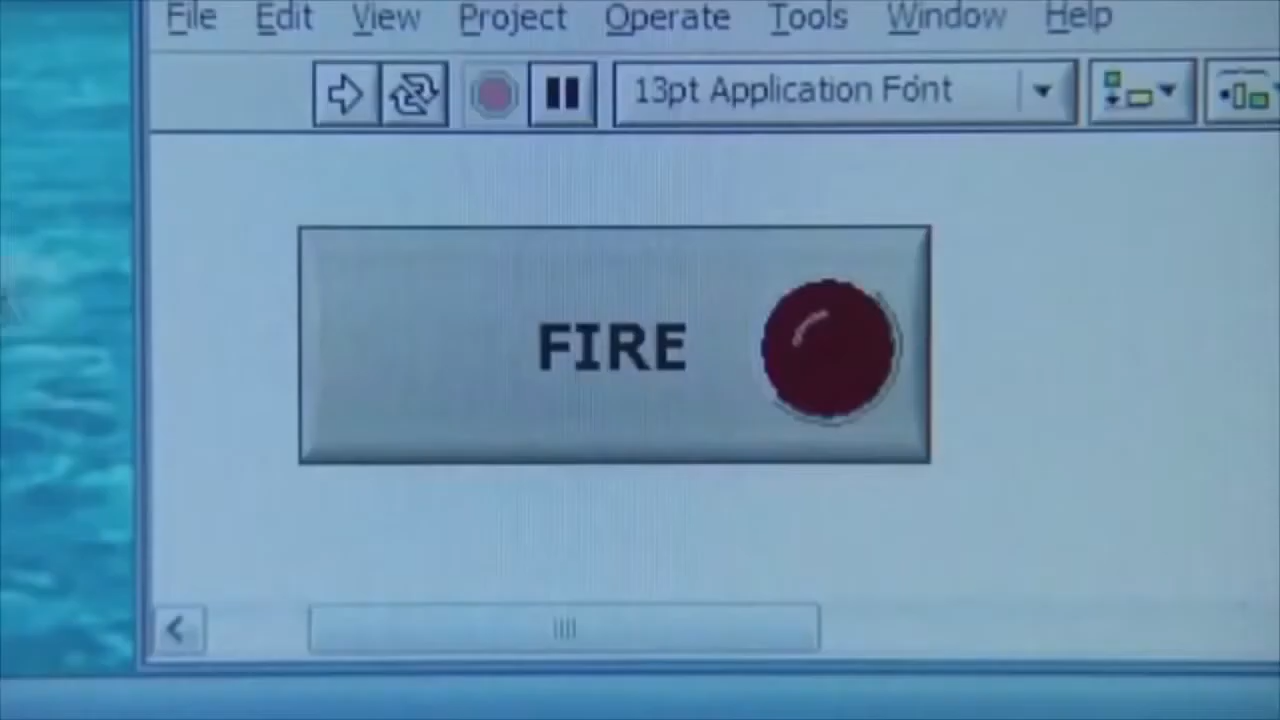 File Edit View Project Operate Tools Window Help
13pt Application Font
FIRE